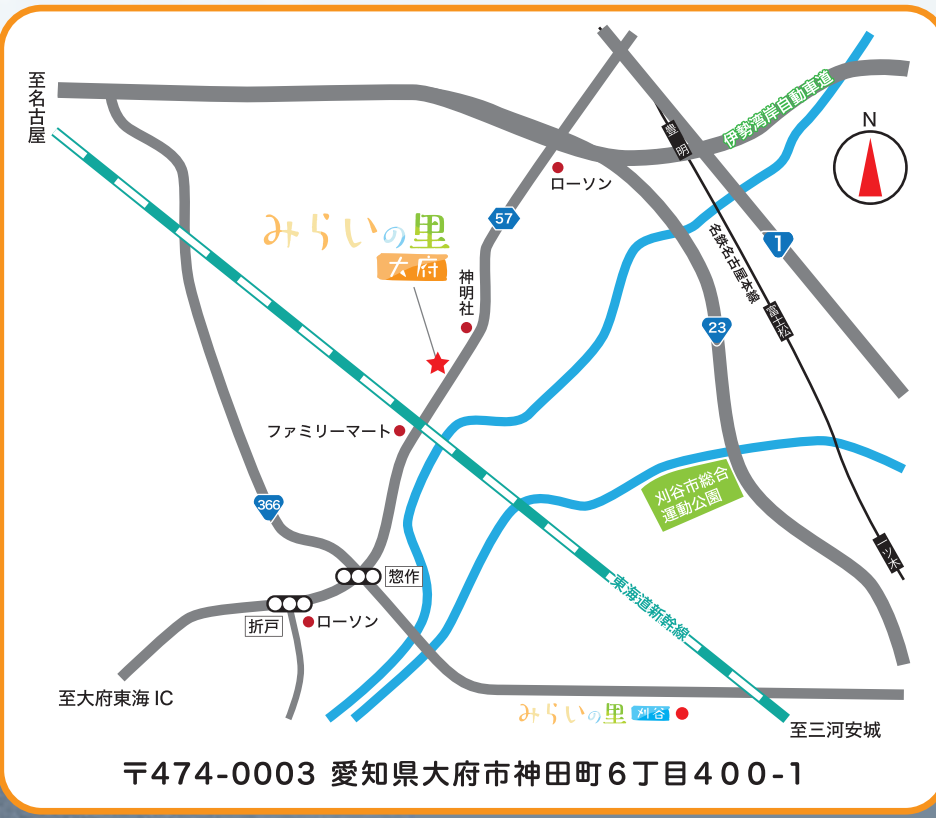 至名古屋
伊勢湾岸自動車道
N
豊明
ローソン
57
みらいの里
大府
1
神明社
名鉄名古屋本線
富士松
23
ファミリーマート
刈谷市総合
運動公園
366
一ツ木
惣作
東海道新幹線
折戸
ローソン
至大府東海IC
みらいの里 刈谷
至三河安城
〒474-0003 愛知県大府市神田町6丁目400-1